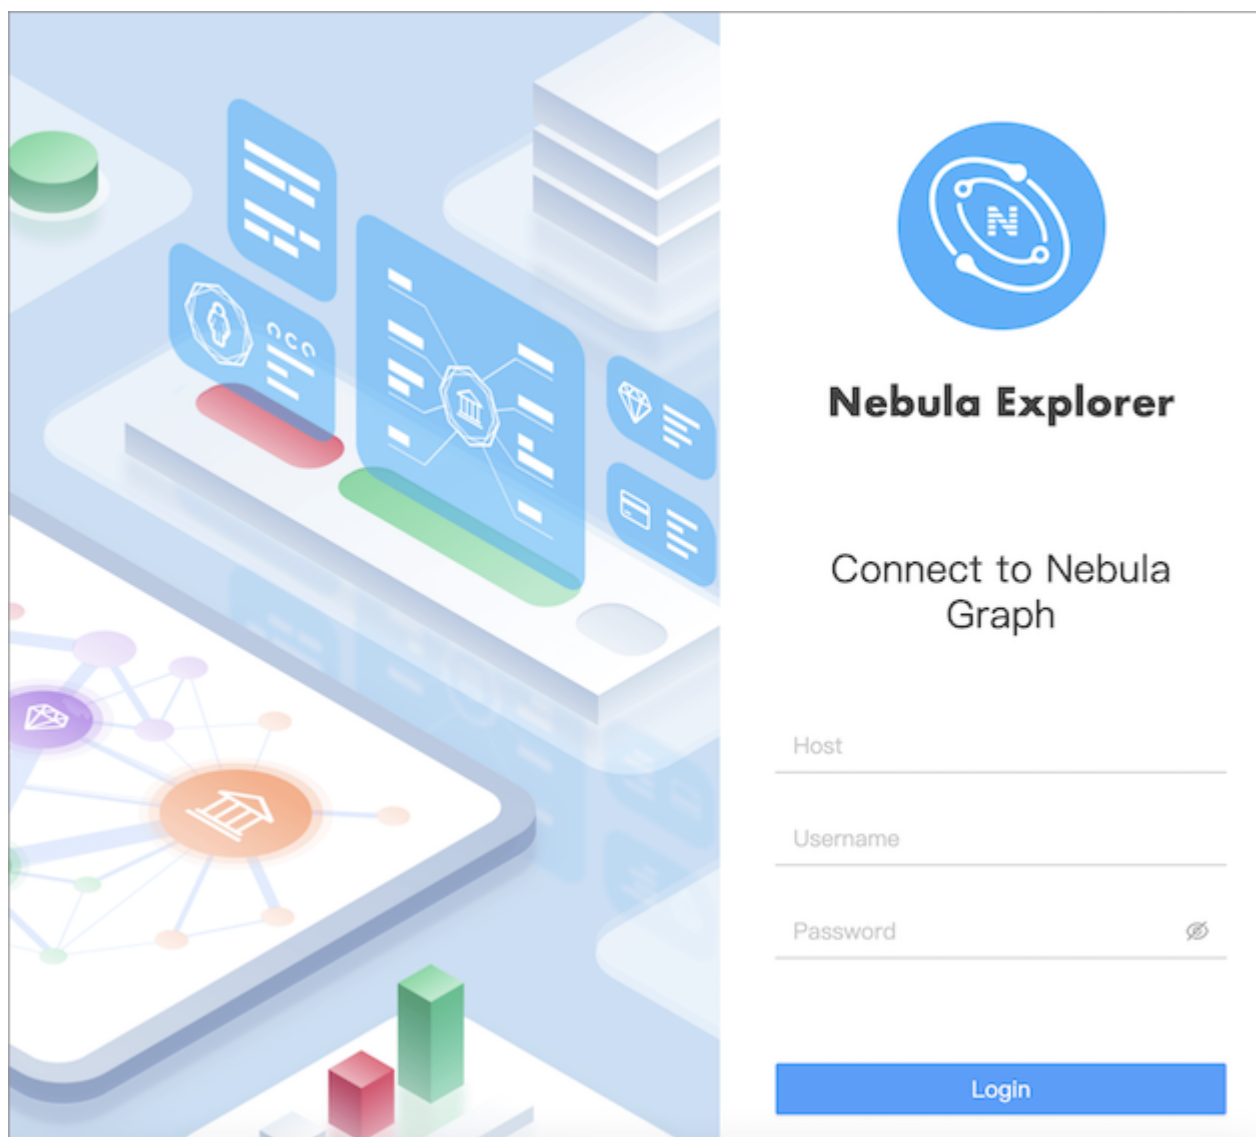 N
Nebula Explorer
Connect to Nebula
Graph
Host
Username
Password
Login